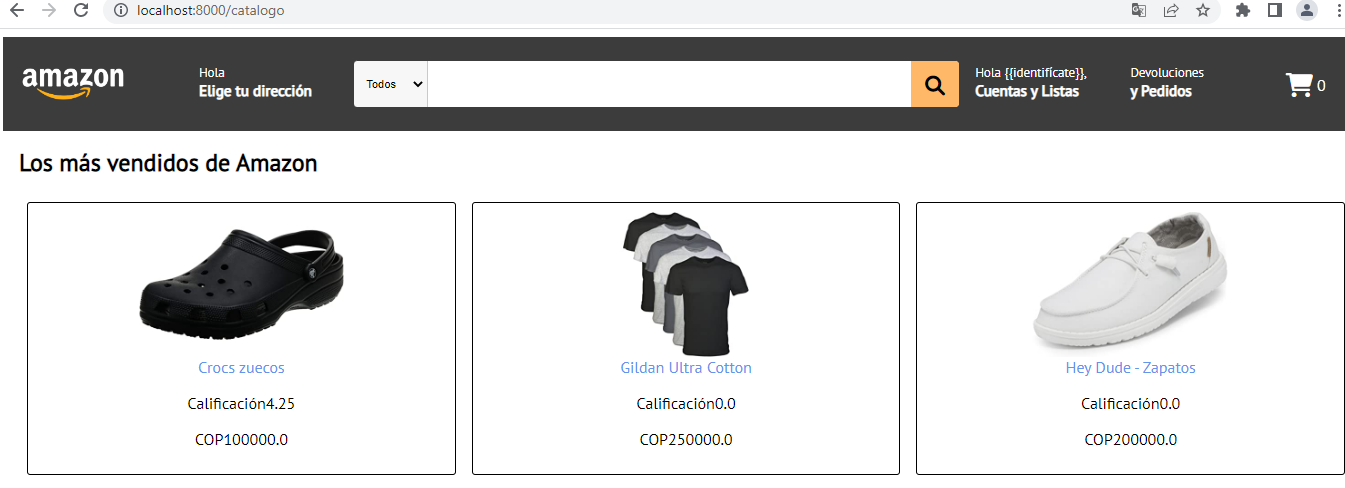 localhost:8000/catalogo
amazon
Hola
Elige tu dirección
Todos
Hola {{identifícate}},
Cuentas y Listas
Devoluciones
y Pedidos
0
Los más vendidos de Amazon
Crocs zuecos
Calificación4.25
COP100000.0
Gildan Ultra Cotton
Calificación0.0
COP250000.0
Hey Dude - Zapatos
Calificación0.0
COP200000.0